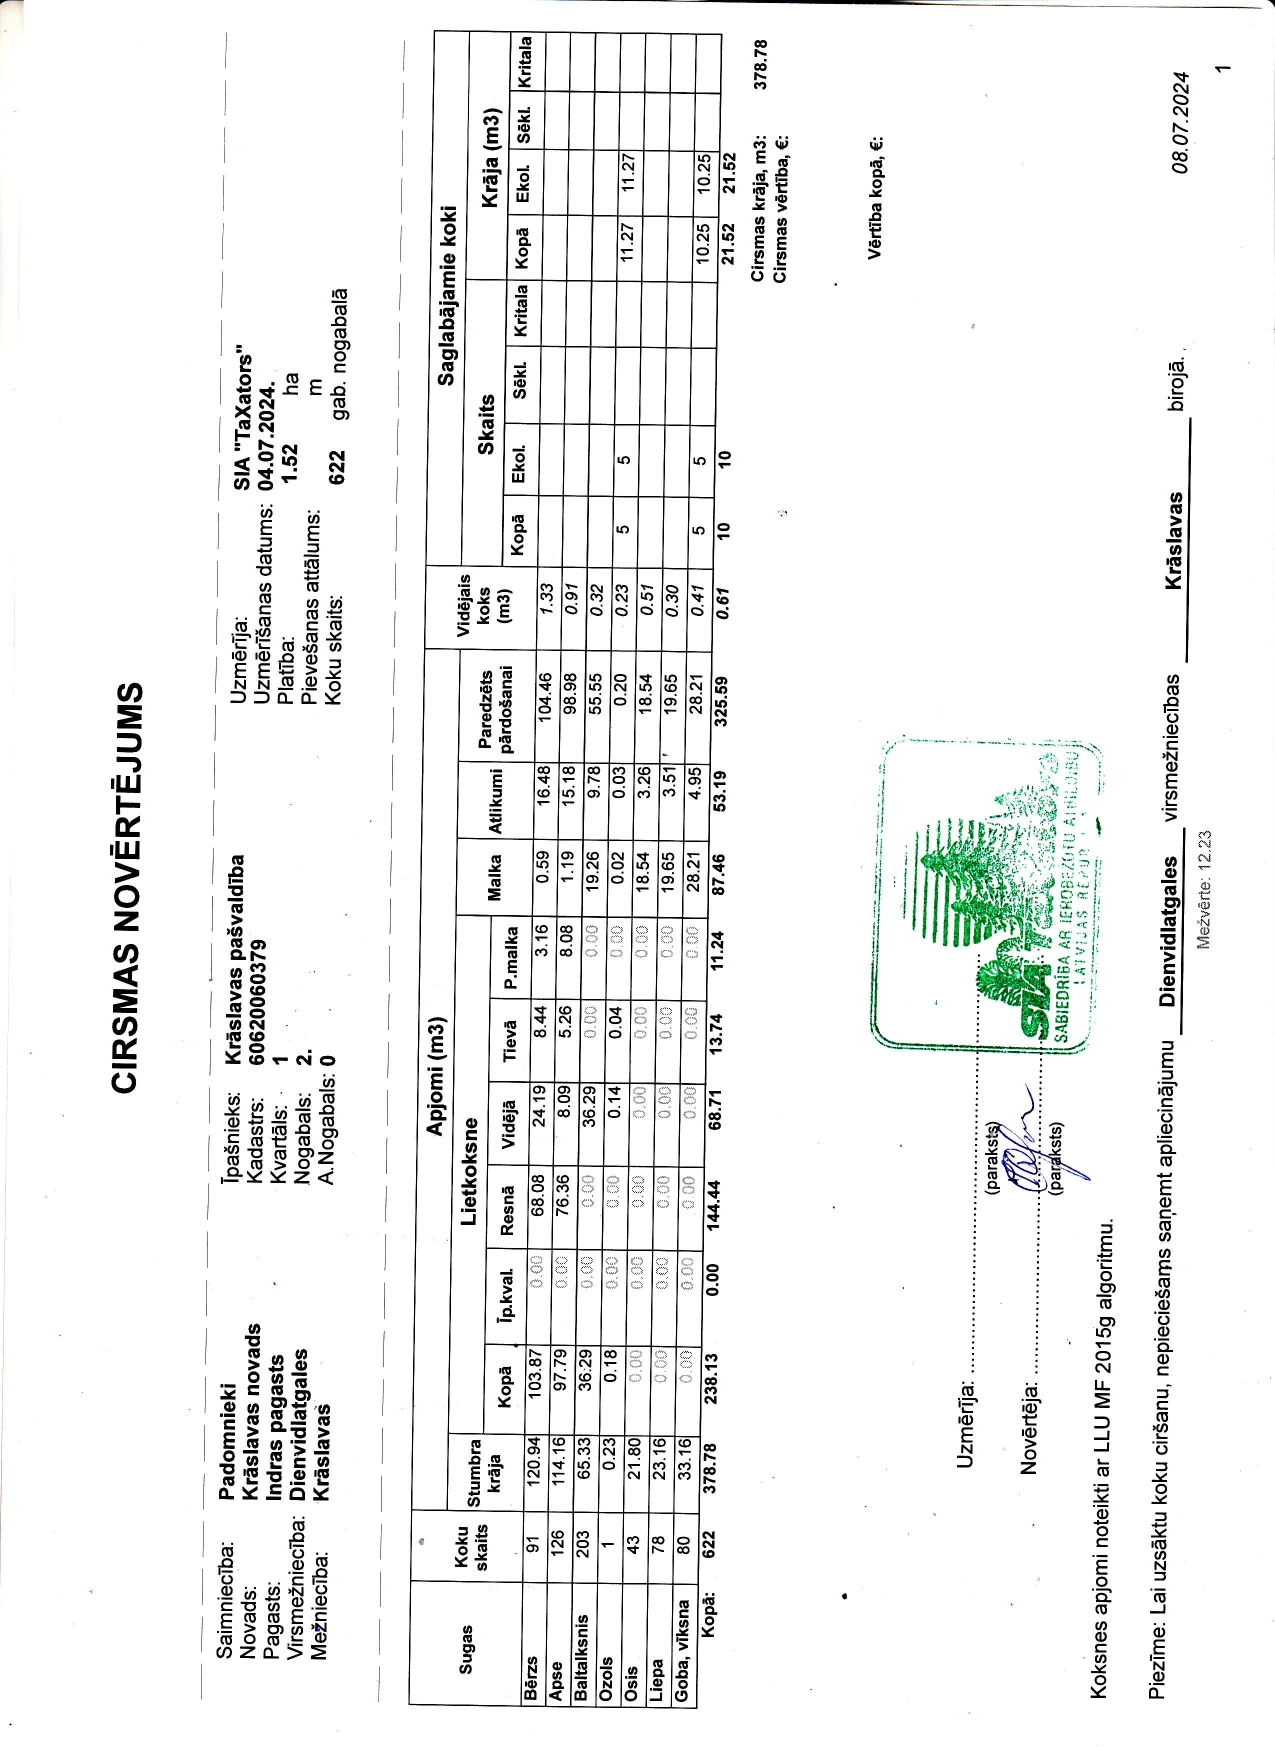 CIRSMAS NOVĒRTĒJUMS
Saimniecība: Padomnieki Īpašnieks: Krāslavas pašvaldība Uzmērīja: SIA "TaXators"
Novads: Krāslavas novads Kadastrs: 60620060379 Uzmērīšanas datums: 04.07.2024.
Pagasts: Indras pagasts Kvartāls: 1 Platība: 1.52 ha
Virsmežniecība: Dienvidlatgales Nogabals: 2. Pievešanas attālums: m
Mežniecība: Krāslavas A.Nogabals: 0 Koku skaits: 622 gab. nogabalā
Sugas Koku skaits Apjomi (m3) Vidējais koks (m3) Saglabājamie koki
Stumbra krāja Lietkoksne Malka Atlikumi Paredzēts pārdošanai Skaits Krāja (m3)
Kopā Īp.kval. Resnā Vidējā Tievā P.malka Kopā Ekol. Sēkl. Kritala Kopā Ekol. Sēkl. Kritala
Bērzs 91 120.94 103.87 0.00 68.08 24.19 8.44 3.16 0.59 16.48 104.46 1.33
Apse 126 114.16 97.79 0.00 76.36 8.09 5.26 8.08 1.19 15.18 98.98 0.91
Baltalksnis 203 65.33 36.29 0.00 0.00 36.29 0.00 0.00 19.26 9.78 55.55 0.32
Ozols 1 0.23 0.18 0.00 0.00 0.14 0.04 0.00 0.02 0.03 0.20 0.23 5 5 11.27 11.27
Osis 43 21.80 0.00 0.00 0.00 0.00 0.00 0.00 18.54 3.26 18.54 0.51
Liepa 78 23.16 0.00 0.00 0.00 0.00 0.00 0.00 19.65 3.51 19.65 0.30
Goba, vīksna 80 33.16 0.00 0.00 0.00 0.00 0.00 0.00 28.21 4.95 28.21 0.41 5 5 10.25 10.25
Kopā: 622 378.78 238.13 0.00 144.44 68.71 13.74 11.24 87.46 53.19 325.59 0.61 10 10 21.52 21.52
Cirsmas krāja, m3: 378.78
Cirsmas vērtība, €:
Vērtība kopā, €:
Uzmērīja:
(paraksts)
Novērtēja:
(paraksts)
SIA
SABIEDRĪBA AR IEROBEŽOTU ATBILDĪBU
Koksnes apjomi noteikti ar LLU MF 2015g algoritmu.
Piezīme: Lai uzsāktu koku ciršanu, nepieciešams saņemt apliecinājumu Dienvidlatgales virsmežniecības Krāslavas birojā.
08.07.2024
Mežvērte: 12.23
1